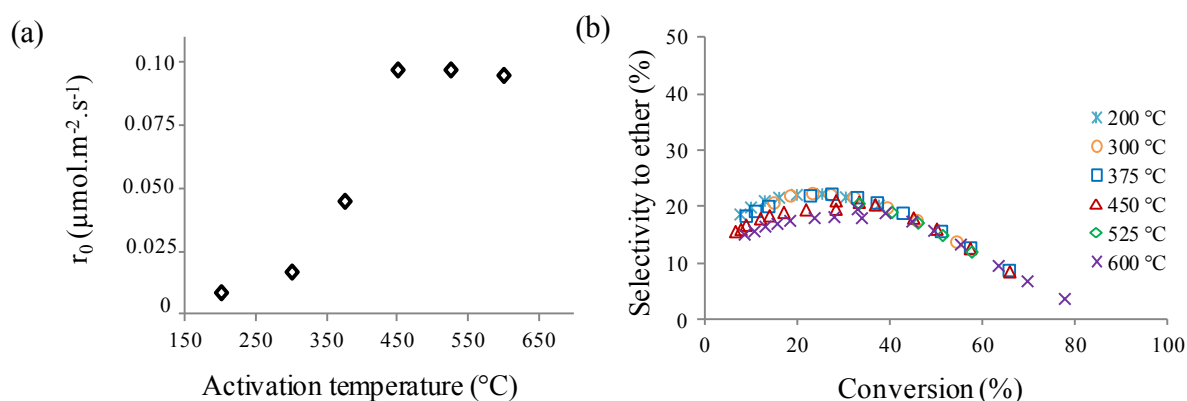 (a)
r₀ (µmol.m⁻².s⁻¹)
0.10
0.075
0.050
0.025
0
150 250 350 450 550 650
Activation temperature (°C)
(b)
Selectivity to ether (%)
50
40
30
20
10
0
0 20 40 60 80 100
Conversion (%)
200 °C
300 °C
375 °C
450 °C
525 °C
600 °C